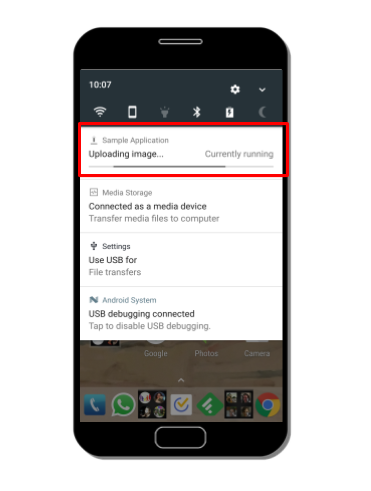 10:07
Sample Application
Uploading image... Currently running
Media Storage
Connected as a media device
Transfer media files to computer
Settings
Use USB for
File transfers
Android System
USB debugging connected
Tap to disable USB debugging.
Google Photos Camera